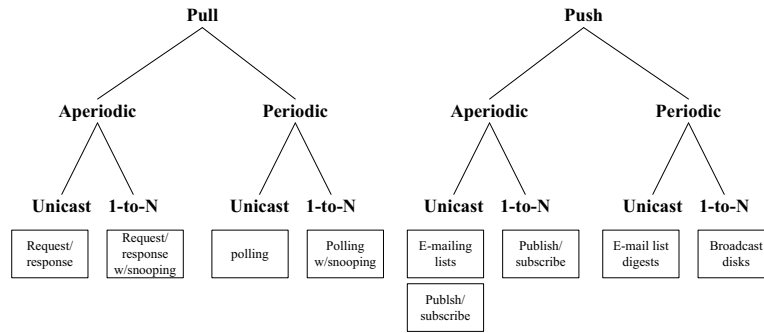 Pull Push
Aperiodic Periodic Aperiodic Periodic
Unicast 1-to-N Unicast 1-to-N Unicast 1-to-N Unicast 1-to-N
Request/
response
Request/
response
w/snooping
polling
Polling
w/snooping
E-mailing
lists
Publish/
subscribe
E-mail list
digests
Broadcast
disks
Publsh/
subscribe